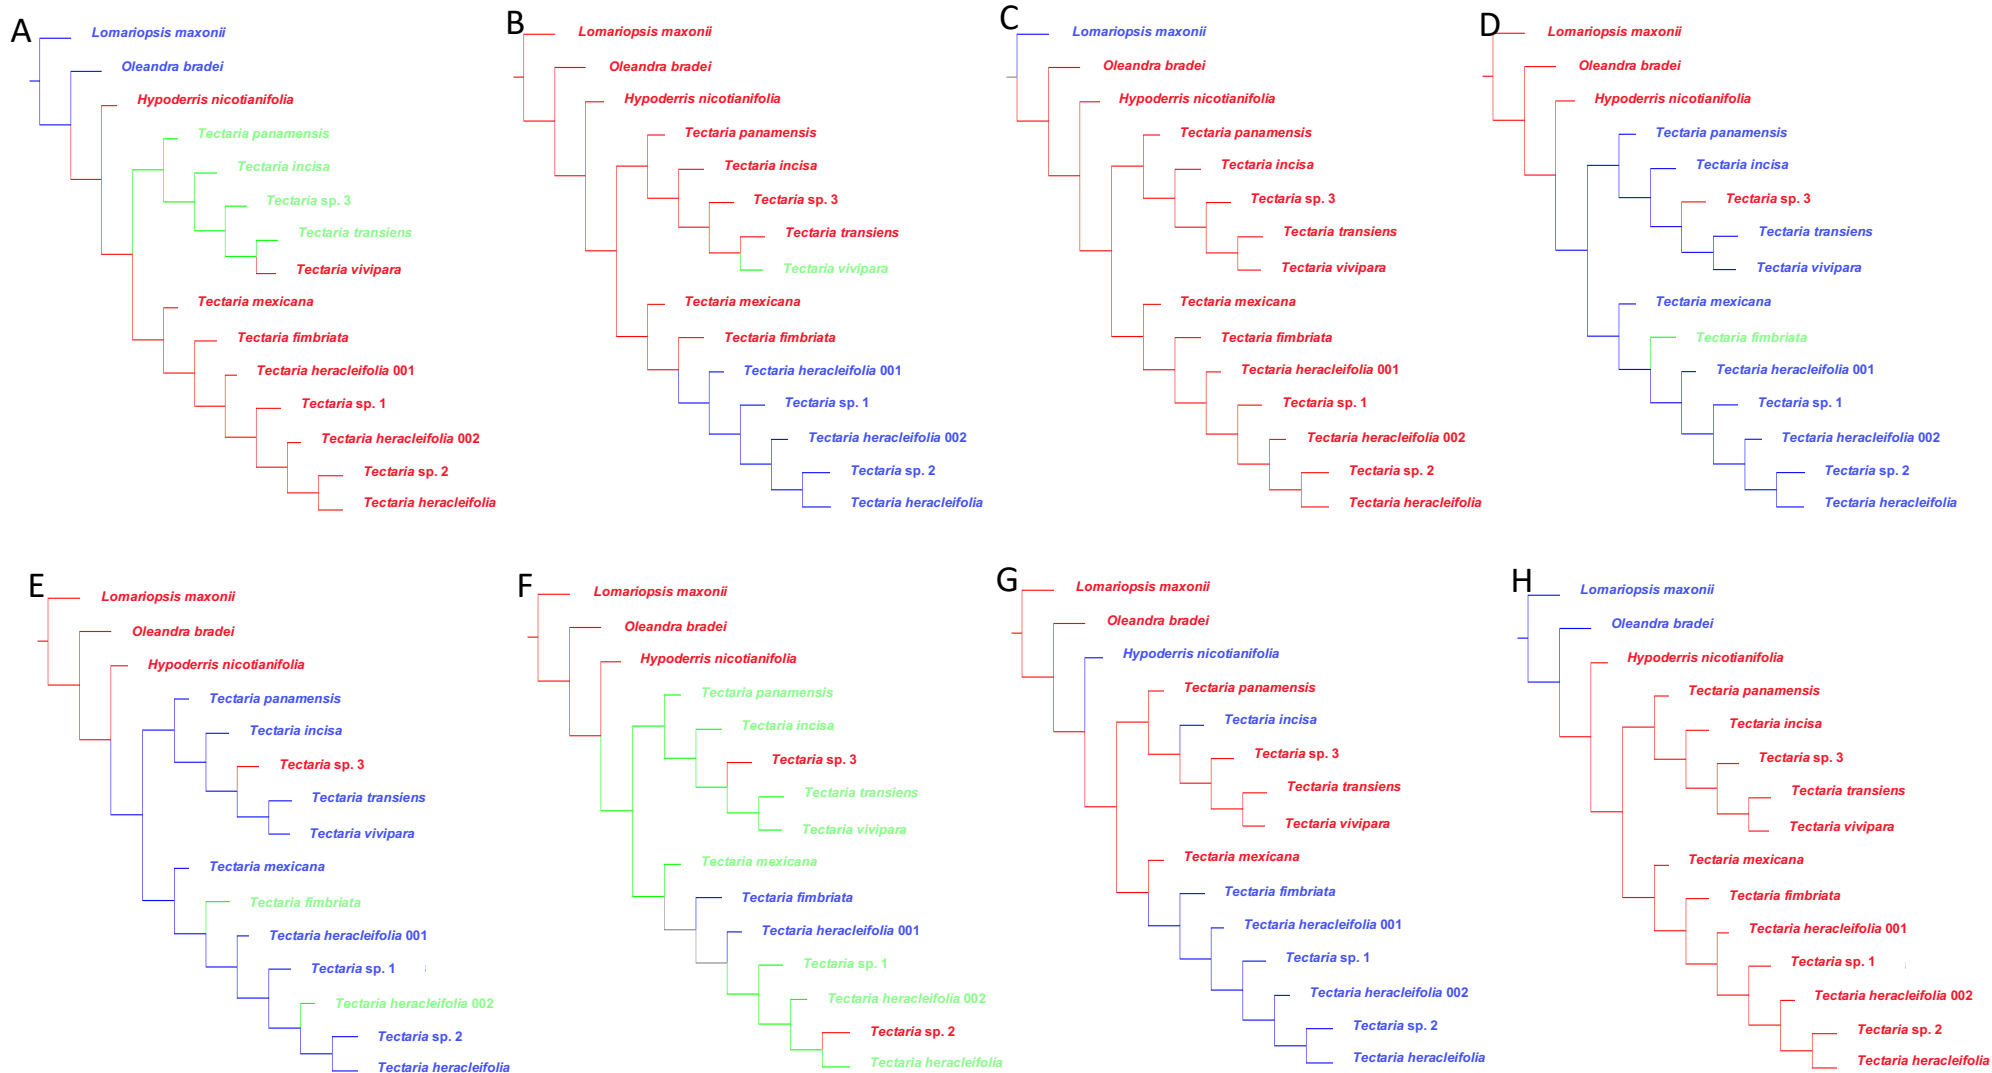 A
Lomariopsis maxonii
Oleandra bradei
Hypoderris nicotianifolia
Tectaria panamensis
Tectaria incisa
Tectaria sp. 3
Tectaria transiens
Tectaria vivipara
Tectaria mexicana
Tectaria fimbriata
Tectaria heracleifolia 001
Tectaria sp. 1
Tectaria heracleifolia 002
Tectaria sp. 2
Tectaria heracleifolia
B
Lomariopsis maxonii
Oleandra bradei
Hypoderris nicotianifolia
Tectaria panamensis
Tectaria incisa
Tectaria sp. 3
Tectaria transiens
Tectaria vivipara
Tectaria mexicana
Tectaria fimbriata
Tectaria heracleifolia 001
Tectaria sp. 1
Tectaria heracleifolia 002
Tectaria sp. 2
Tectaria heracleifolia
C
Lomariopsis maxonii
Oleandra bradei
Hypoderris nicotianifolia
Tectaria panamensis
Tectaria incisa
Tectaria sp. 3
Tectaria transiens
Tectaria vivipara
Tectaria mexicana
Tectaria fimbriata
Tectaria heracleifolia 001
Tectaria sp. 1
Tectaria heracleifolia 002
Tectaria sp. 2
Tectaria heracleifolia
D
Lomariopsis maxonii
Oleandra bradei
Hypoderris nicotianifolia
Tectaria panamensis
Tectaria incisa
Tectaria sp. 3
Tectaria transiens
Tectaria vivipara
Tectaria mexicana
Tectaria fimbriata
Tectaria heracleifolia 001
Tectaria sp. 1
Tectaria heracleifolia 002
Tectaria sp. 2
Tectaria heracleifolia
E
Lomariopsis maxonii
Oleandra bradei
Hypoderris nicotianifolia
Tectaria panamensis
Tectaria incisa
Tectaria sp. 3
Tectaria transiens
Tectaria vivipara
Tectaria mexicana
Tectaria fimbriata
Tectaria heracleifolia 001
Tectaria sp. 1
Tectaria heracleifolia 002
Tectaria sp. 2
Tectaria heracleifolia
F
Lomariopsis maxonii
Oleandra bradei
Hypoderris nicotianifolia
Tectaria panamensis
Tectaria incisa
Tectaria sp. 3
Tectaria transiens
Tectaria vivipara
Tectaria mexicana
Tectaria fimbriata
Tectaria heracleifolia 001
Tectaria sp. 1
Tectaria heracleifolia 002
Tectaria sp. 2
Tectaria heracleifolia
G
Lomariopsis maxonii
Oleandra bradei
Hypoderris nicotianifolia
Tectaria panamensis
Tectaria incisa
Tectaria sp. 3
Tectaria transiens
Tectaria vivipara
Tectaria mexicana
Tectaria fimbriata
Tectaria heracleifolia 001
Tectaria sp. 1
Tectaria heracleifolia 002
Tectaria sp. 2
Tectaria heracleifolia
H
Lomariopsis maxonii
Oleandra bradei
Hypoderris nicotianifolia
Tectaria panamensis
Tectaria incisa
Tectaria sp. 3
Tectaria transiens
Tectaria vivipara
Tectaria mexicana
Tectaria fimbriata
Tectaria heracleifolia 001
Tectaria sp. 1
Tectaria heracleifolia 002
Tectaria sp. 2
Tectaria heracleifolia